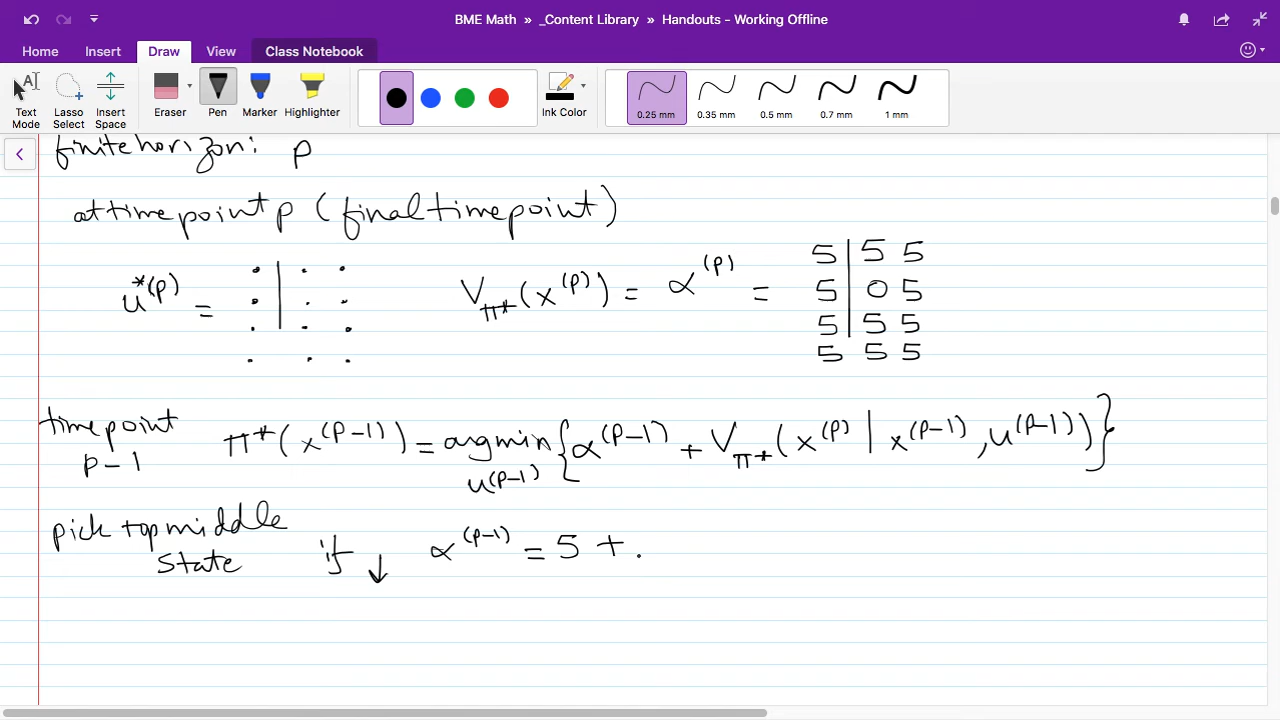 BME Math » _Content Library » Handouts - Working Offline
Home Insert Draw View Class Notebook
Text Mode Lasso Select Insert Space Eraser Pen Marker Highlighter Ink Color 0.25 mm 0.35 mm 0.5 mm 0.7 mm 1 mm
finite horizon: p
at time point p (final time point)
u*(p) = : | : : Vπ*(x(p)) = α(p) =
5 | 5 5
5 | 0 5
5 | 5 5
5 5 5
time point p-1 π*(x(p-1)) = argmin u(p-1) {α(p-1) + Vπ*(x(p) | x(p-1), u(p-1))}
pick top middle state if ↓ α(p-1) = 5 + .